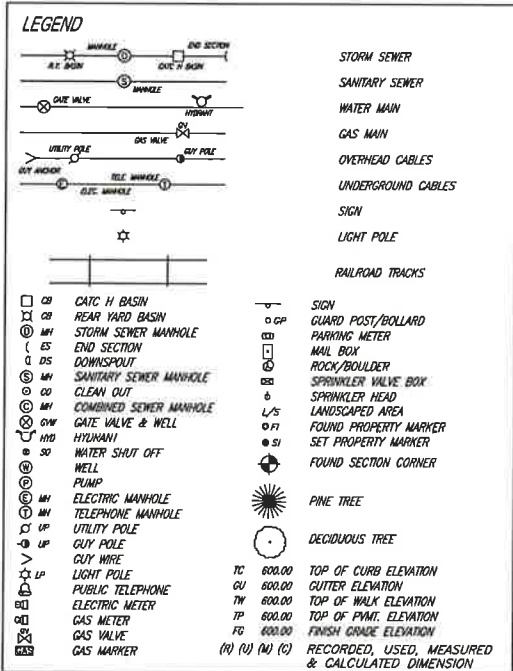 LEGEND
MANHOLE END SECTION
D
R.Y. BASIN CATC H BASIN
STORM SEWER
S
MANHOLE
SANITARY SEWER
GATE VALVE
HYDRANT
WATER MAIN
GV
GAS VALVE
GAS MAIN
UTILITY POLE GUY POLE
GUY ANCHOR
OVERHEAD CABLES
TELE. MANHOLE
E T
ELEC. MANHOLE
UNDERGROUND CABLES
SIGN
LIGHT POLE
RAILROAD TRACKS
CB CATC H BASIN
CB REAR YARD BASIN
D MH STORM SEWER MANHOLE
ES END SECTION
DS DOWNSPOUT
S MH SANITARY SEWER MANHOLE
CO CLEAN OUT
C MH COMBINED SEWER MANHOLE
GVW GATE VALVE & WELL
HYD HYDRANT
SO WATER SHUT OFF
W WELL
P PUMP
E MH ELECTRIC MANHOLE
T MH TELEPHONE MANHOLE
UP UTILITY POLE
UP GUY POLE
GUY WIRE
LP LIGHT POLE
PUBLIC TELEPHONE
ELECTRIC METER
GAS METER
GV GAS VALVE
GAS GAS MARKER
SIGN
GP GUARD POST/BOLLARD
PARKING METER
MAIL BOX
ROCK/BOULDER
SPRINKLER VALVE BOX
SPRINKLER HEAD
L/S LANDSCAPED AREA
FI FOUND PROPERTY MARKER
SI SET PROPERTY MARKER
FOUND SECTION CORNER
PINE TREE
DECIDUOUS TREE
TC 600.00 TOP OF CURB ELEVATION
GU 600.00 GUTTER ELEVATION
TW 600.00 TOP OF WALK ELEVATION
TP 600.00 TOP OF PVMT. ELEVATION
FG 600.00 FINISH GRADE ELEVATION
(R) (U) (M) (C) RECORDED, USED, MEASURED
& CALCULATED DIMENSION